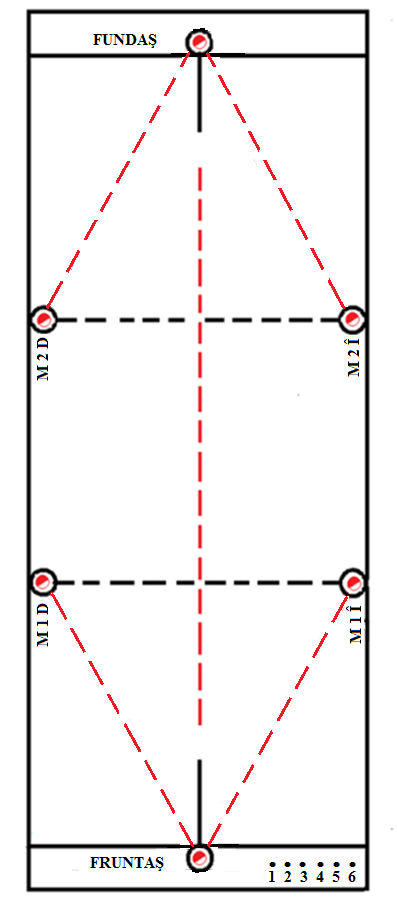 FUNDAŞ
M 2 D
M 2 Î
M 1 D
M 1 Î
FRUNTAŞ
1 2 3 4 5 6